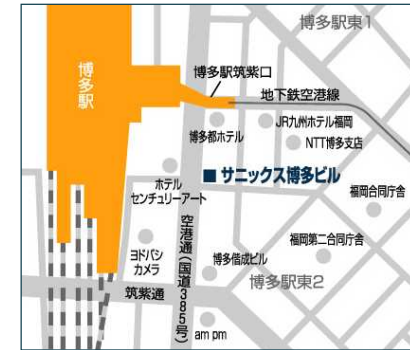 博多駅東1
博多駅
博多駅筑紫口
地下鉄空港線
博多都ホテル
JR九州ホテル福岡
NTT博多支店
■ サニックス博多ビル
ホテル
センチュリーアート
福岡合同庁舎
空港通(国道385号)
福岡第二合同庁舎
ヨドバシ
カメラ
博多偕成ビル
博多駅東2
筑紫通
am pm